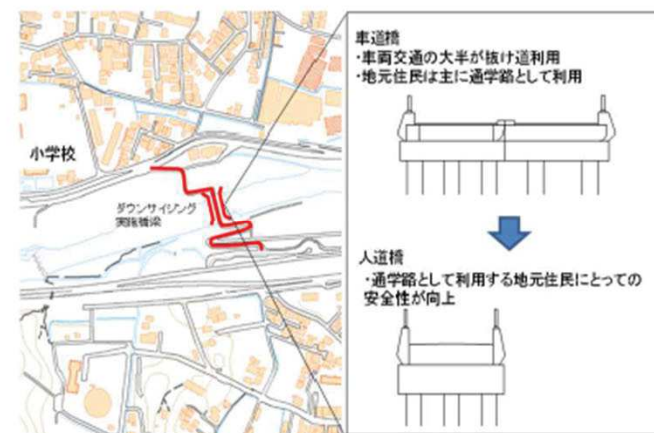 小学校
ダウンサイジング
実施橋梁
車道橋
・車両交通の大半が抜け道利用
・地元住民は主に通学路として利用
人道橋
・通学路として利用する地元住民にとっての
安全性が向上